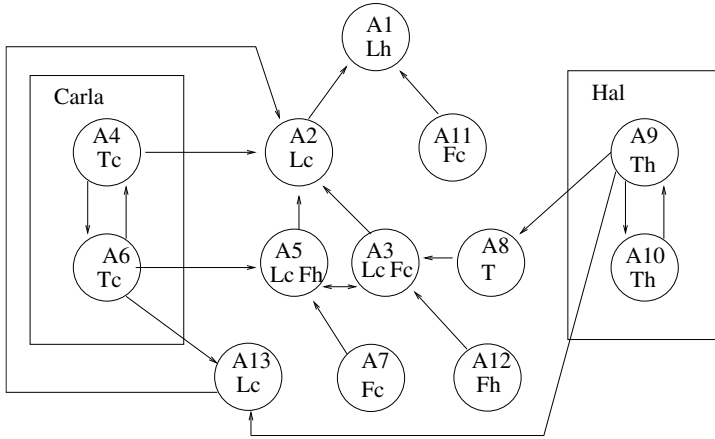 A1
Lh
Carla
Hal
A4
Tc
A2
Lc
A11
Fc
A9
Th
A6
Tc
A5
Lc Fh
A3
Lc Fc
A8
T
A10
Th
A13
Lc
A7
Fc
A12
Fh